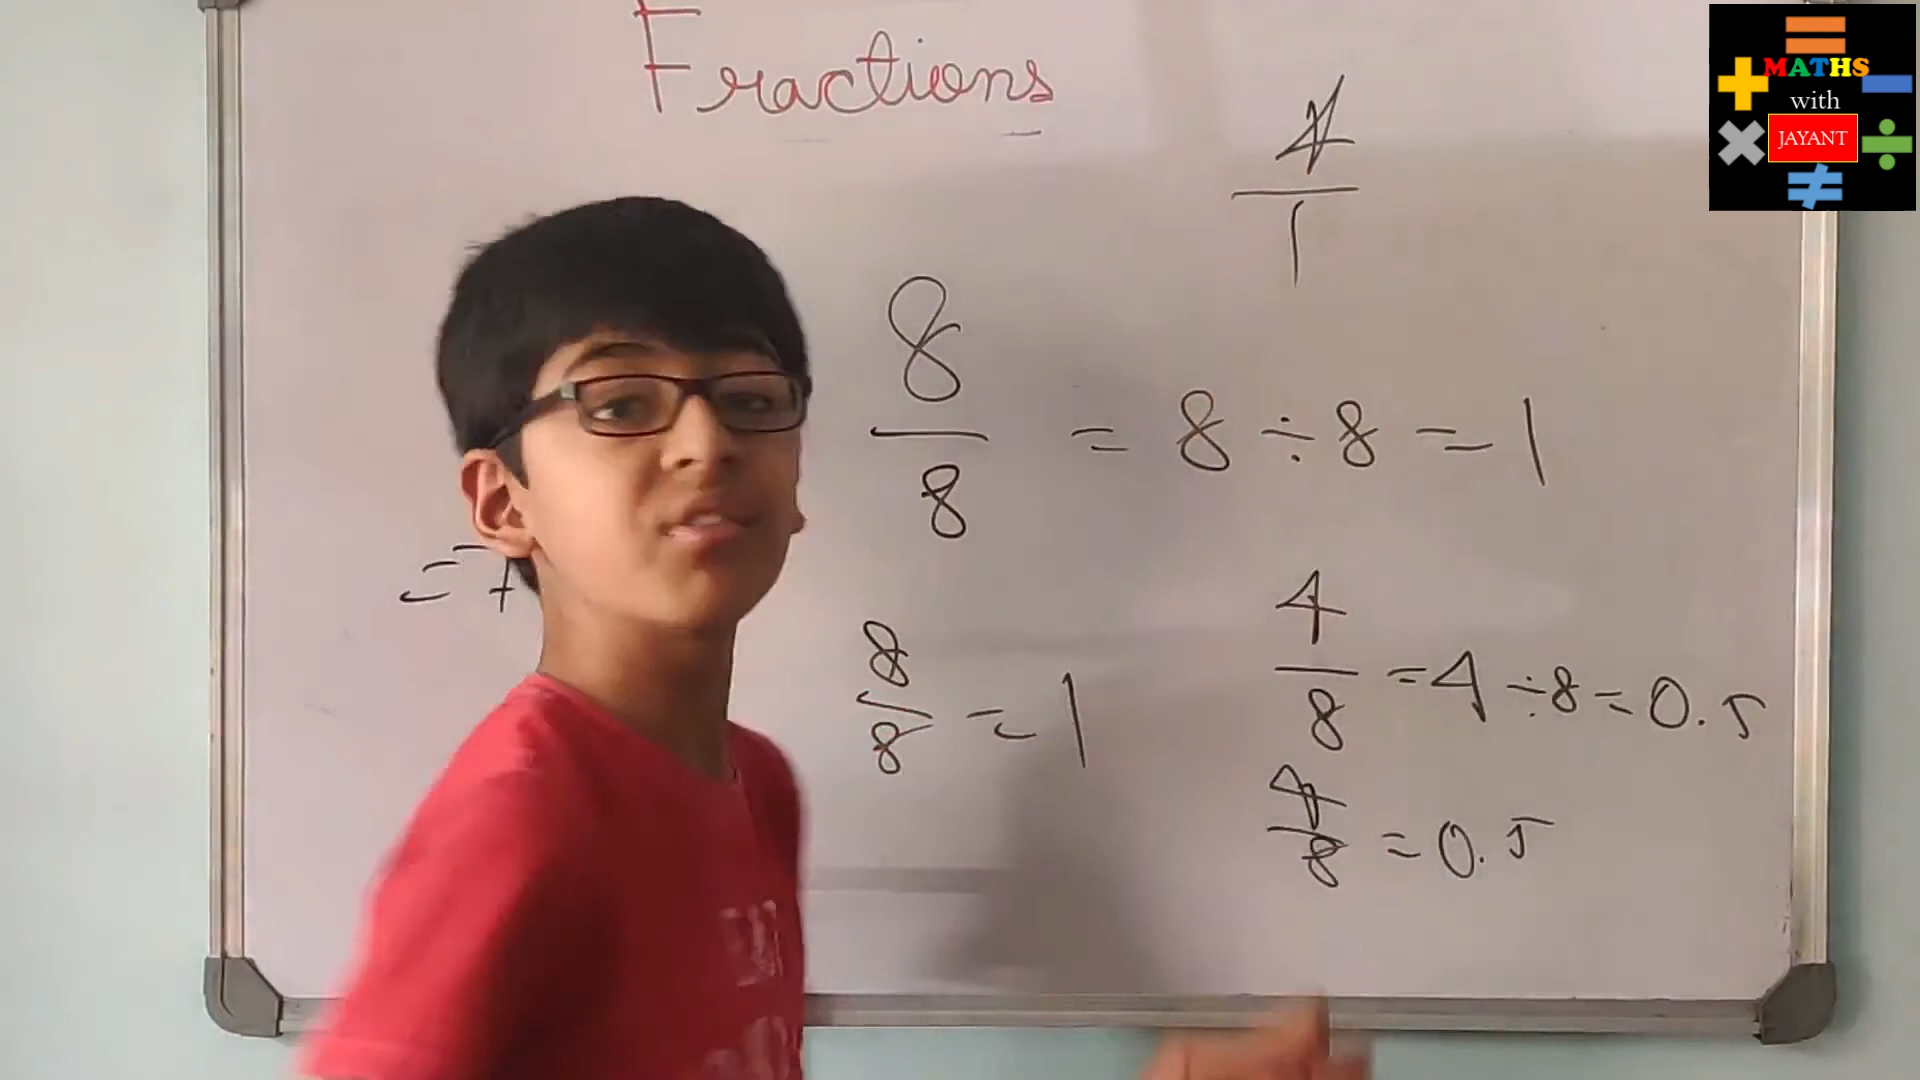 Fractions
MATHS
with
JAYANT
4/1
8/8 = 8 ÷ 8 = 1
8/8 = 1
4/8 = 4 ÷ 8 = 0.5
4/8 = 0.5